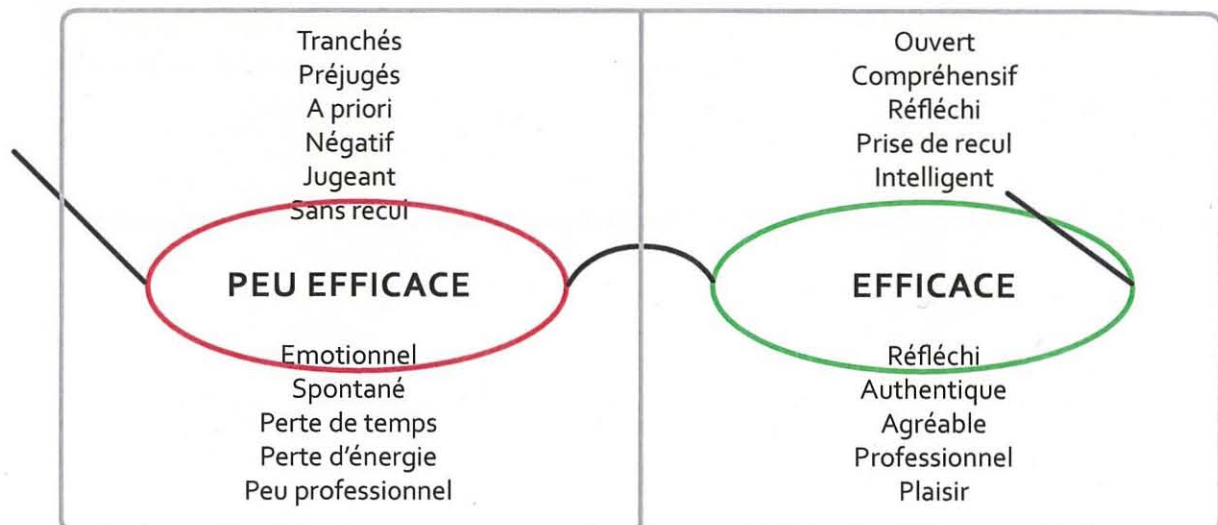 Tranchés
Préjugés
A priori
Négatif
Jugeant
Sans recul
PEU EFFICACE
Emotionnel
Spontané
Perte de temps
Perte d'énergie
Peu professionnel
Ouvert
Compréhensif
Réfléchi
Prise de recul
Intelligent
EFFICACE
Réfléchi
Authentique
Agréable
Professionnel
Plaisir